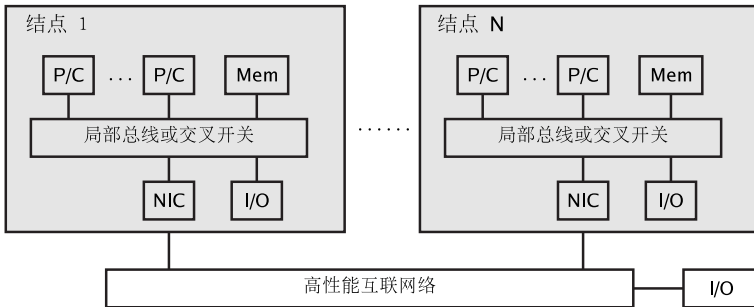 结点 1
结点 N
P/C ... P/C Mem
P/C ... P/C Mem
局部总线或交叉开关
......
局部总线或交叉开关
NIC I/O
NIC I/O
高性能互联网络
I/O